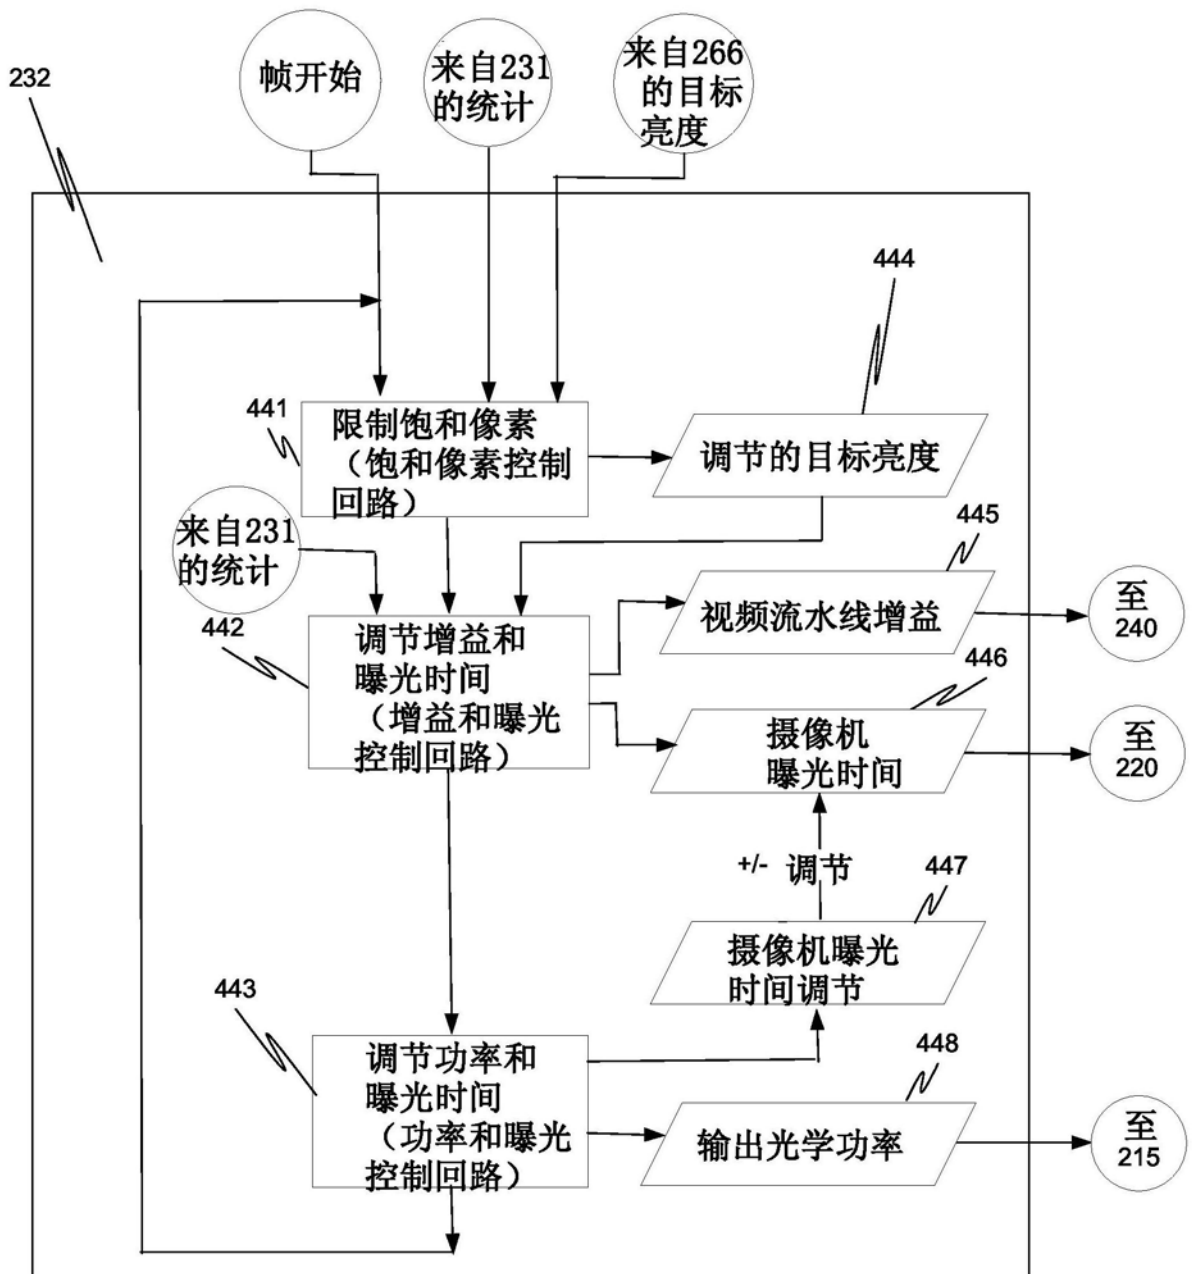 232
帧开始
来自231
的统计
来自266
的目标
亮度
444
441
限制饱和像素
（饱和像素控制
回路）
调节的目标亮度
来自231
的统计
445
442
调节增益和
曝光时间
（增益和曝光
控制回路）
视频流水线增益
至
240
446
摄像机
曝光时间
至
220
+/- 调节
447
摄像机曝光
时间调节
443
调节功率和
曝光时间
（功率和曝光
控制回路）
448
输出光学功率
至
215